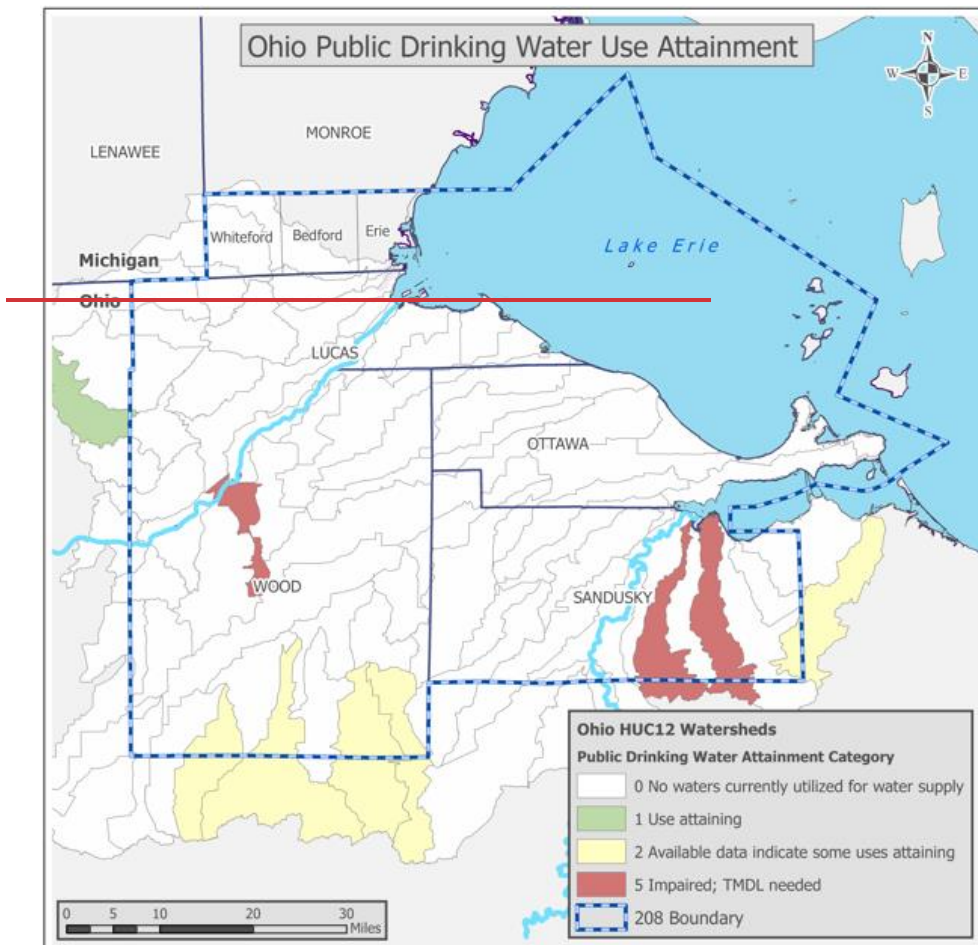 Ohio Public Drinking Water Use Attainment
N
W E
S
MONROE
LENAWEE
Whiteford Bedford Erie
Lake Erie
Michigan
Ohio
LUCAS
OTTAWA
WOOD
SANDUSKY
Ohio HUC12 Watersheds
Public Drinking Water Attainment Category
0 No waters currently utilized for water supply
1 Use attaining
2 Available data indicate some uses attaining
5 Impaired; TMDL needed
208 Boundary
0 5 10 20 30
Miles